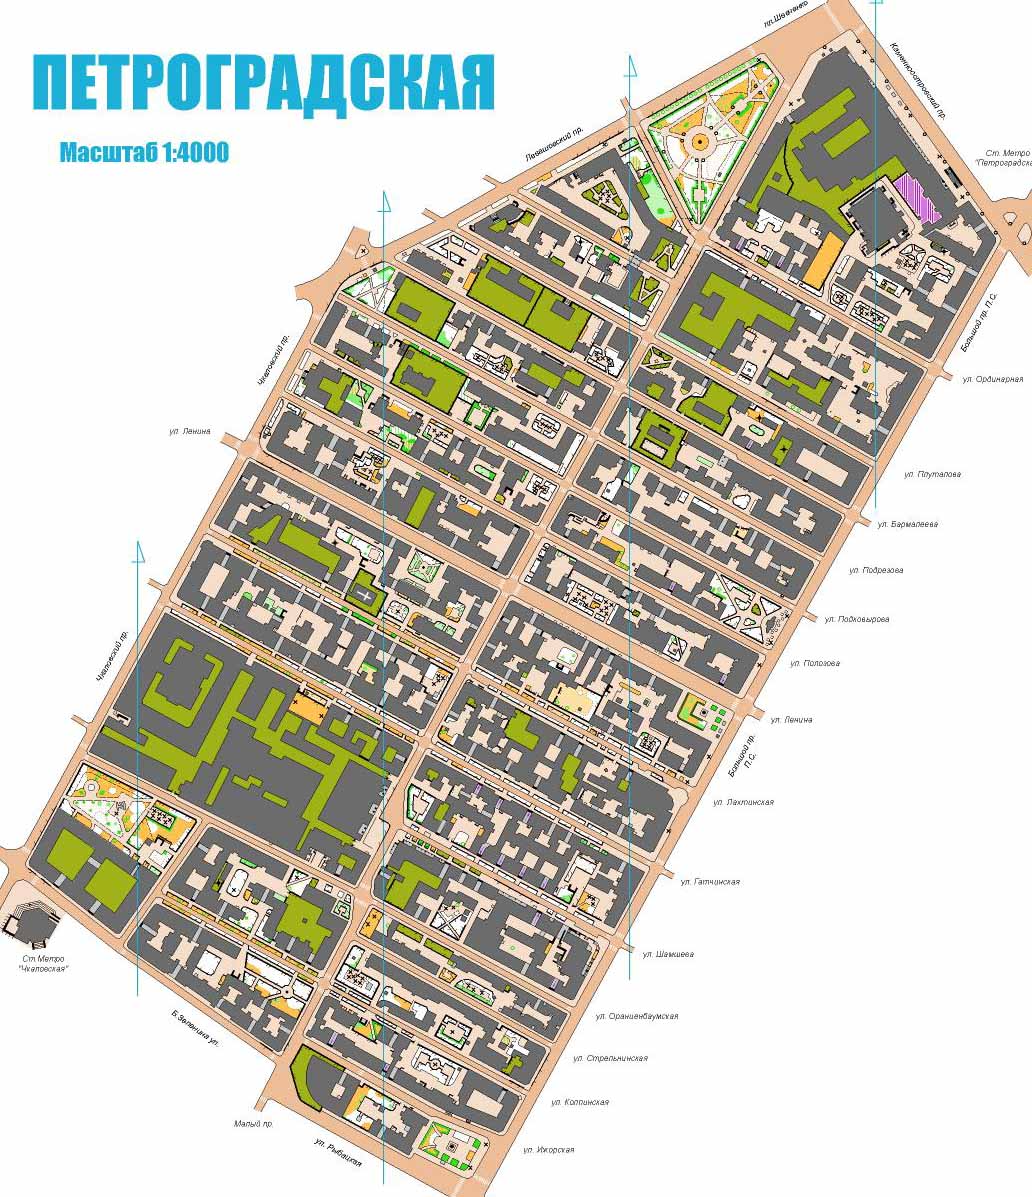 ПЕТРОГРАДСКАЯ
Масштаб 1:4000
пл.Шевченко
Каменноостровский пр.
Левашовский пр.
Ст. Метро
"Петроградска
Большой пр. П.С.
Чкаловский пр.
ул. Ординарная
ул. Ленина
ул. Плуталова
ул. Бармалеева
ул. Подрезова
ул. Подковырова
Чкаловский пр.
ул. Полозова
ул. Ленина
Большой пр.
П.С.
ул. Лахтинская
ул. Гатчинская
ул. Шамшева
Ст.Метро
"Чкаловская"
Б.Зеленина ул.
ул. Ораниенбаумская
ул. Стрельнинская
ул. Колпинская
Малый пр.
ул. Рыбацкая
ул. Ижорская